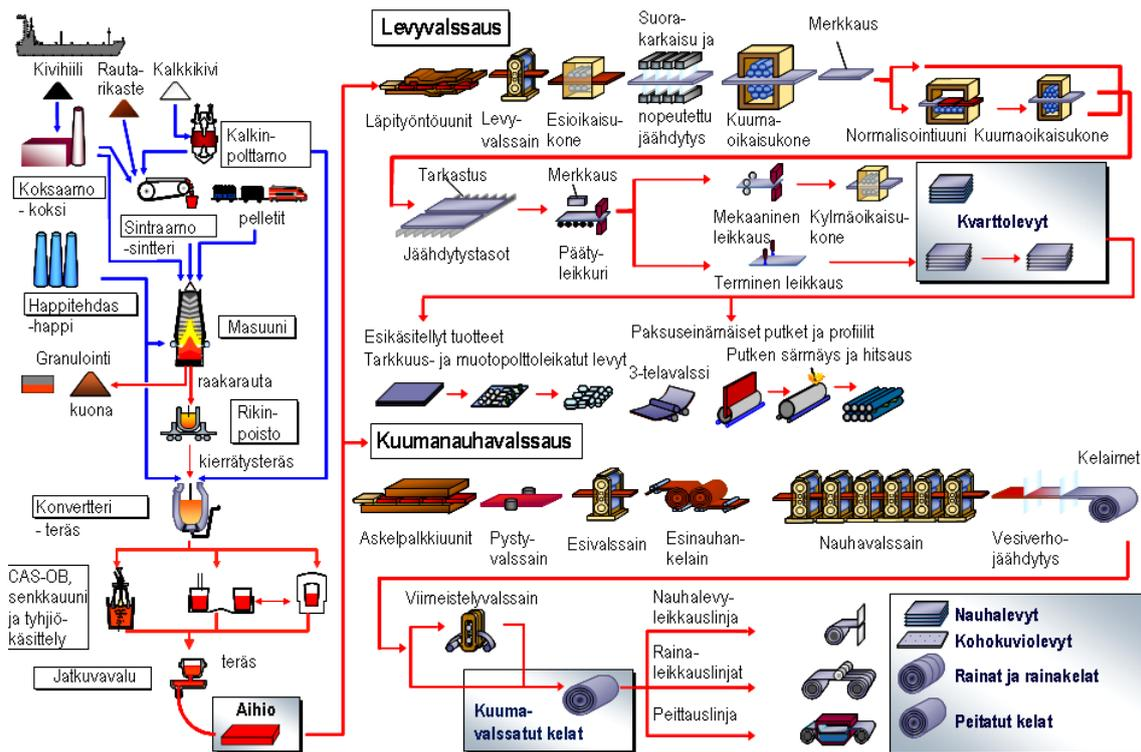 Kivihiili
Rauta-
rikaste
Kalkkikivi
Kalkin-
polttamo
Koksaamo
- koksi
Sintraamo
-sintteri
pelletit
Happitehdas
-happi
Masuuni
Granulointi
kuona
raakarauta
Rikin-
poisto
kierrätysteräs
Konvertteri
- teräs
CAS-OB,
senkkauuni
ja tyhjiö-
käsittely
Jatkuvavalu
teräs
Aihio
Levyvalssaus
Läpityöntöuunit
Levy-
valssain
Esioikaisu-
kone
Suora-
karkaisu ja
nopeutettu
jäähdytys
Kuuma-
oikaisukone
Merkkaus
Normalisointiuuni
Kuumaoikaisukone
Tarkastus
Jäähdytystasot
Merkkaus
Pääty-
leikkuri
Mekaaninen
leikkaus
Kylmäoikaisu-
kone
Terminen leikkaus
Kvarttolevyt
Esikäsitellyt tuotteet
Tarkkuus- ja muotopolttoleikatut levyt
Paksuseinämäiset putket ja profiilit
3-telavalssi
Putken särmäys ja hitsaus
Kuumanauhavalssaus
Askelpalkkiuunit
Pysty-
valssain
Esivalssain
Esinauhan-
kelain
Nauhavalssain
Vesiverho-
jäähdytys
Kelaimet
Viimeistelyvalssain
Kuuma-
valssatut kelat
Nauhalevy-
leikkauslinja
Raina-
leikkauslinjat
Peittauslinja
Nauhalevyt
Kohokuviolevyt
Rainat ja rainakelat
Peitatut kelat